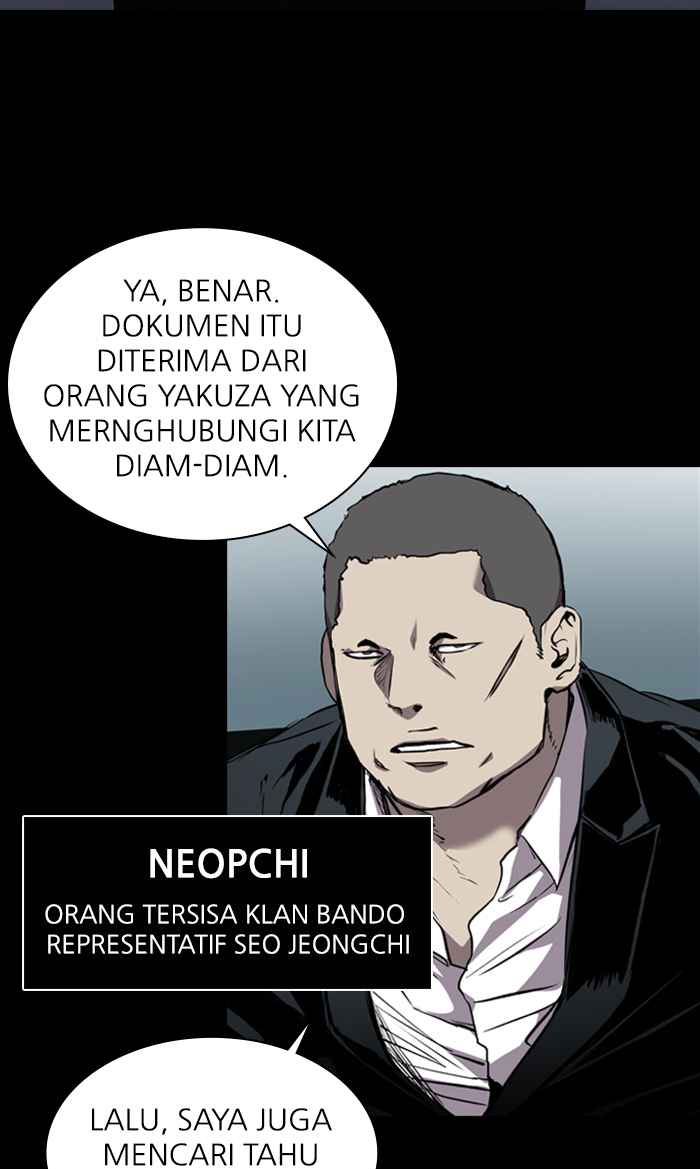 YA, BENAR.
DOKUMEN ITU
DITERIMA DARI
ORANG YAKUZA YANG
MERNGHUBUNGI KITA
DIAM-DIAM.
NEOPCHI
ORANG TERSISA KLAN BANDO
REPRESENTATIF SEO JEONGCHI
LALU, SAYA JUGA
MENCARI TAHU